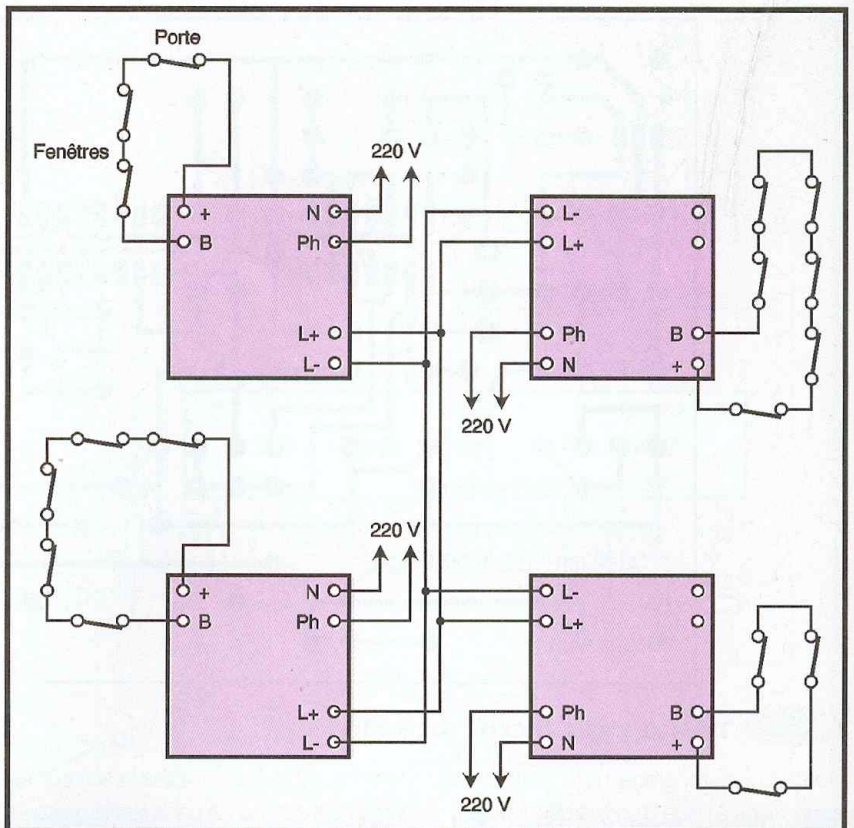 Porte
Fenêtres
220 V
+
B
N
Ph
L+
L-
L-
L+
Ph
N
B
+
220 V
220 V
+
B
N
Ph
L+
L-
L-
L+
Ph
N
B
+
220 V